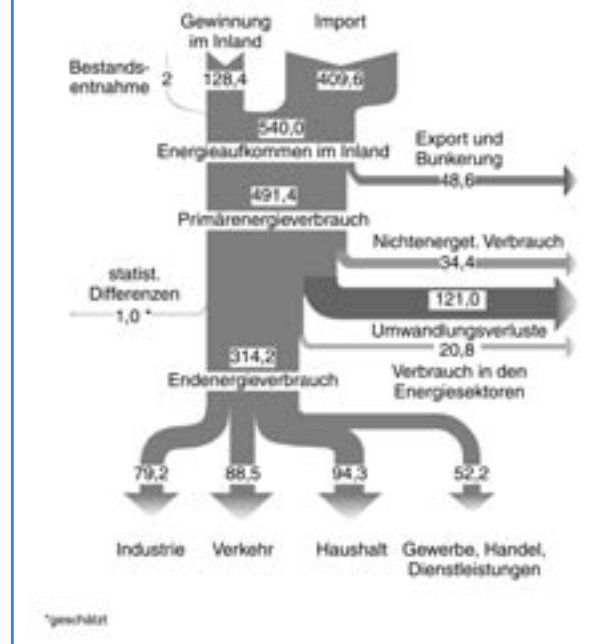 Gewinnung
im Inland
Import
Bestands-
entnahme
2
128,4
409,6
540,0
Energieaufkommen im Inland
Export und
Bunkerung
48,6
491,4
Primärenergieverbrauch
Nichtenerget. Verbrauch
34,4
statist.
Differenzen
1,0 *
121,0
Umwandlungsverluste
20,8
314,2
Endenergieverbrauch
Verbrauch in den
Energiesektoren
79,2
88,5
94,3
52,2
Industrie
Verkehr
Haushalt
Gewerbe, Handel,
Dienstleistungen
*geschätzt